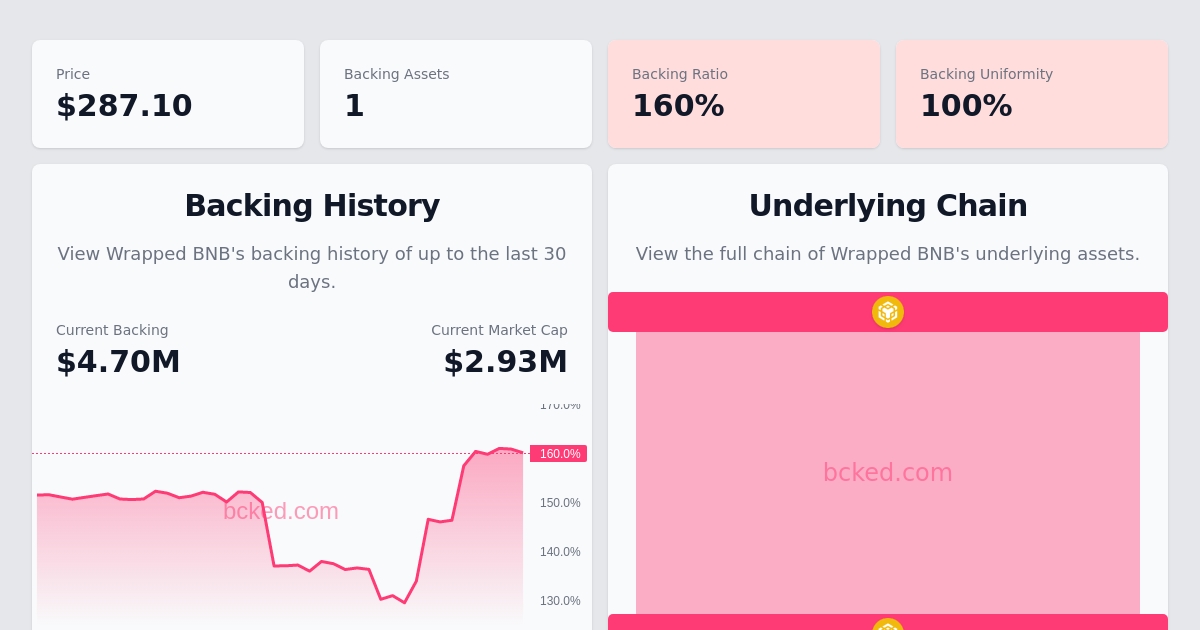 Price
$287.10
Backing Assets
1
Backing Ratio
160%
Backing Uniformity
100%
Backing History
View Wrapped BNB's backing history of up to the last 30
days.
Current Backing
$4.70M
Current Market Cap
$2.93M
170.0%
160.0%
150.0%
140.0%
130.0%
bcked.com
Underlying Chain
View the full chain of Wrapped BNB's underlying assets.
bcked.com